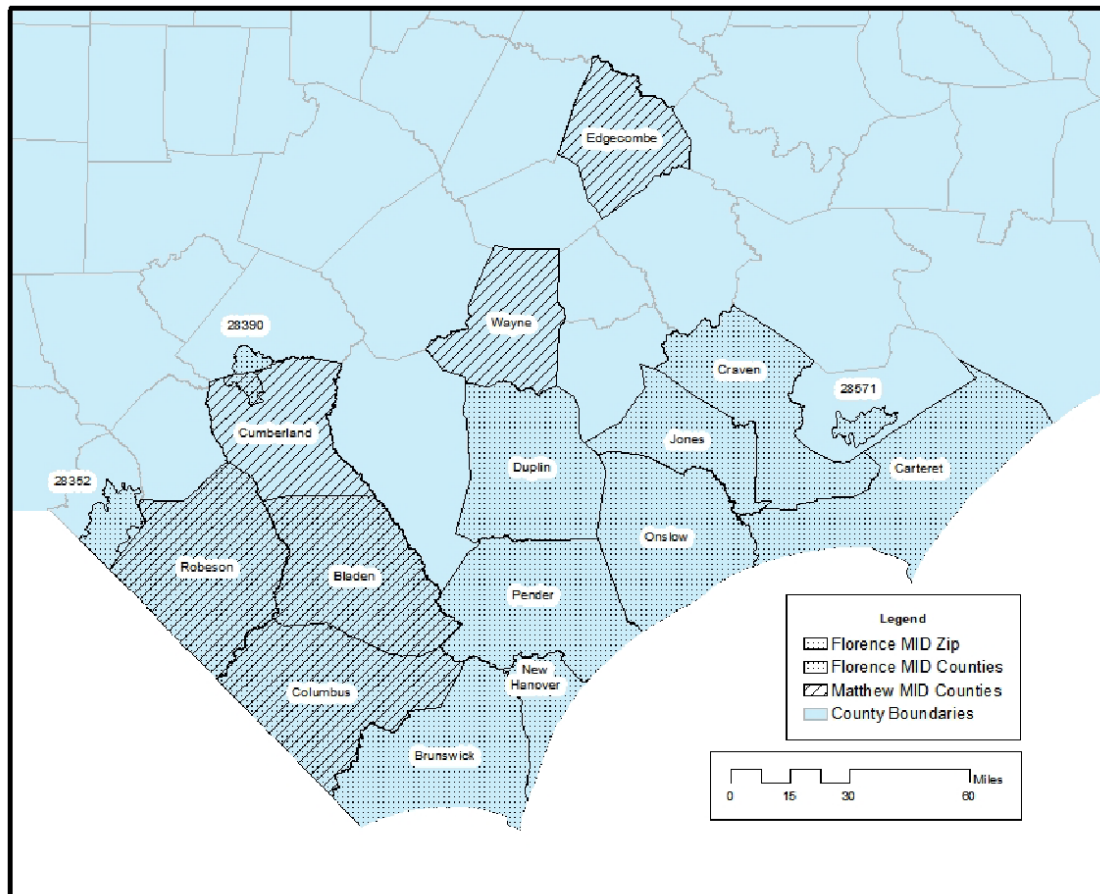 Edgecombe
Wayne
28390
Craven
28571
Cumberland
Jones
Duplin
Carteret
28352
Onslow
Robeson
Bladen
Pender
New
Hanover
Columbus
Brunswick
Legend
Florence MID Zip
Florence MID Counties
Matthew MID Counties
County Boundaries
Miles
0 15 30 60